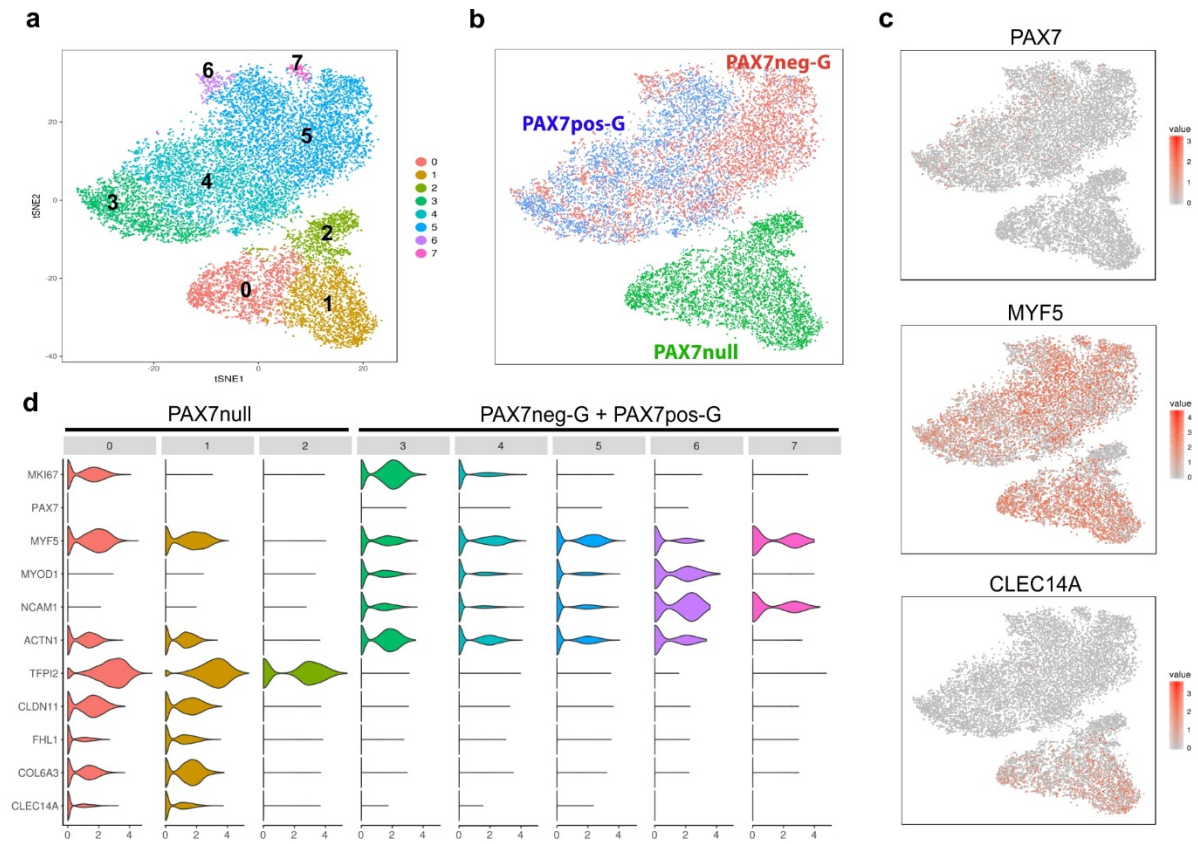 a
6
7
5
4
3
2
0
1
20
0
-20
-40
tSNE2
-20
0
20
tSNE1
0
1
2
3
4
5
6
7
b
PAX7neg-G
PAX7pos-G
PAX7null
c
PAX7
value
3
2
1
0
MYF5
value
4
3
2
1
0
CLEC14A
value
3
2
1
0
d
PAX7null PAX7neg-G + PAX7pos-G
0 1 2 3 4 5 6 7
MKI67
PAX7
MYF5
MYOD1
NCAM1
ACTN1
TFPI2
CLDN11
FHL1
COL6A3
CLEC14A
0 2 4 0 2 4 0 2 4 0 2 4 0 2 4 0 2 4 0 2 4 0 2 4